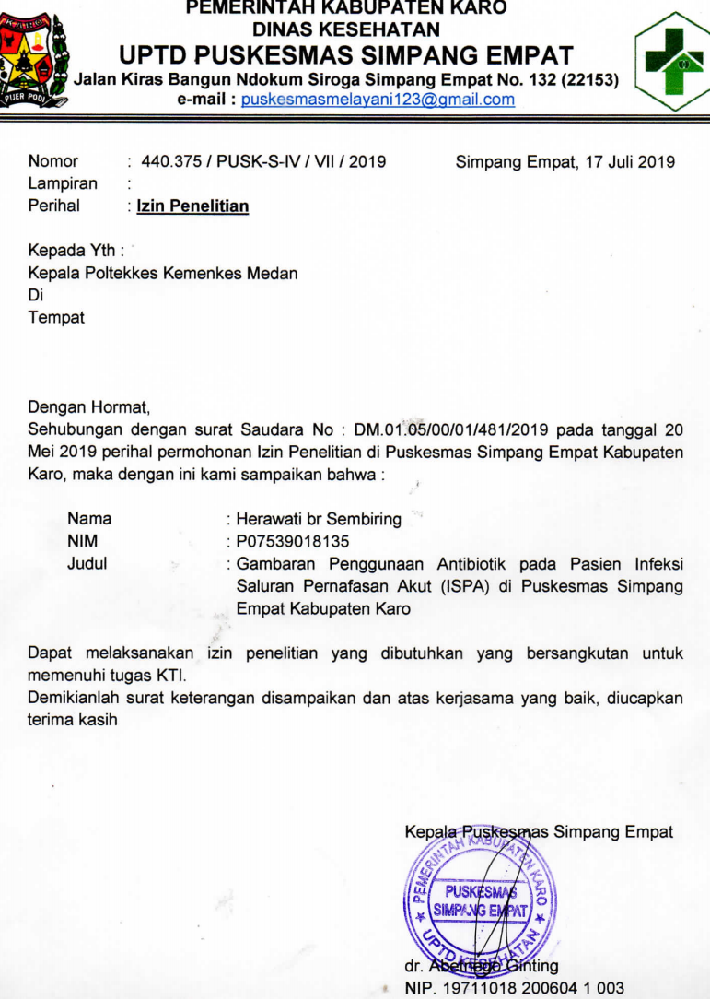 PEMERINTAH KABUPATEN KARO
DINAS KESEHATAN
UPTD PUSKESMAS SIMPANG EMPAT
Jalan Kiras Bangun Ndokum Siroga Simpang Empat No. 132 (22153)
e-mail : puskesmasmelayani123@gmail.com
KARO
PIJER PODI
Nomor : 440.375 / PUSK-S-IV / VII / 2019 Simpang Empat, 17 Juli 2019
Lampiran :
Perihal : Izin Penelitian
Kepada Yth :
Kepala Poltekkes Kemenkes Medan
Di
Tempat
Dengan Hormat,
Sehubungan dengan surat Saudara No : DM.01.05/00/01/481/2019 pada tanggal 20
Mei 2019 perihal permohonan Izin Penelitian di Puskesmas Simpang Empat Kabupaten
Karo, maka dengan ini kami sampaikan bahwa :
Nama : Herawati br Sembiring
NIM : P07539018135
Judul : Gambaran Penggunaan Antibiotik pada Pasien Infeksi
Saluran Pernafasan Akut (ISPA) di Puskesmas Simpang
Empat Kabupaten Karo
Dapat melaksanakan izin penelitian yang dibutuhkan yang bersangkutan untuk
memenuhi tugas KTI.
Demikianlah surat keterangan disampaikan dan atas kerjasama yang baik, diucapkan
terima kasih
Kepala Puskesmas Simpang Empat
PEMERINTAH KABUPATEN KARO
PUSKESMAS
SIMPANG EMPAT
UPTD KESEHATAN
dr. Abetnego Ginting
NIP. 19711018 200604 1 003